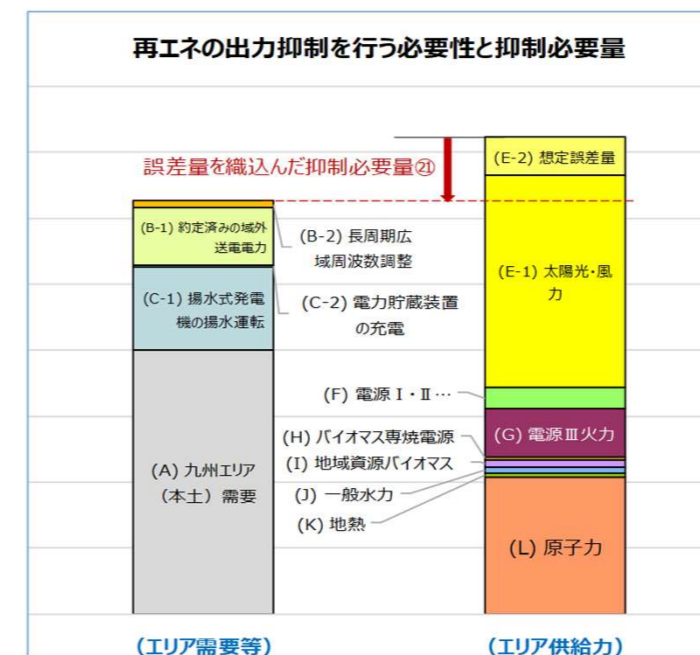 再エネの出力抑制を行う必要性と抑制必要量
誤差量を織込んだ抑制必要量㉑
(E-2) 想定誤差量
(B-1) 約定済みの域外
送電電力
(B-2) 長周期広
域周波数調整
(E-1) 太陽光・風
力
(C-1) 揚水式発電
機の揚水運転
(C-2) 電力貯蔵装置
の充電
(F) 電源Ⅰ・Ⅱ…
(G) 電源Ⅲ火力
(H) バイオマス専焼電源
(I) 地域資源バイオマス
(A) 九州エリア
(本土) 需要
(J) 一般水力
(K) 地熱
(L) 原子力
(エリア需要等)
(エリア供給力)